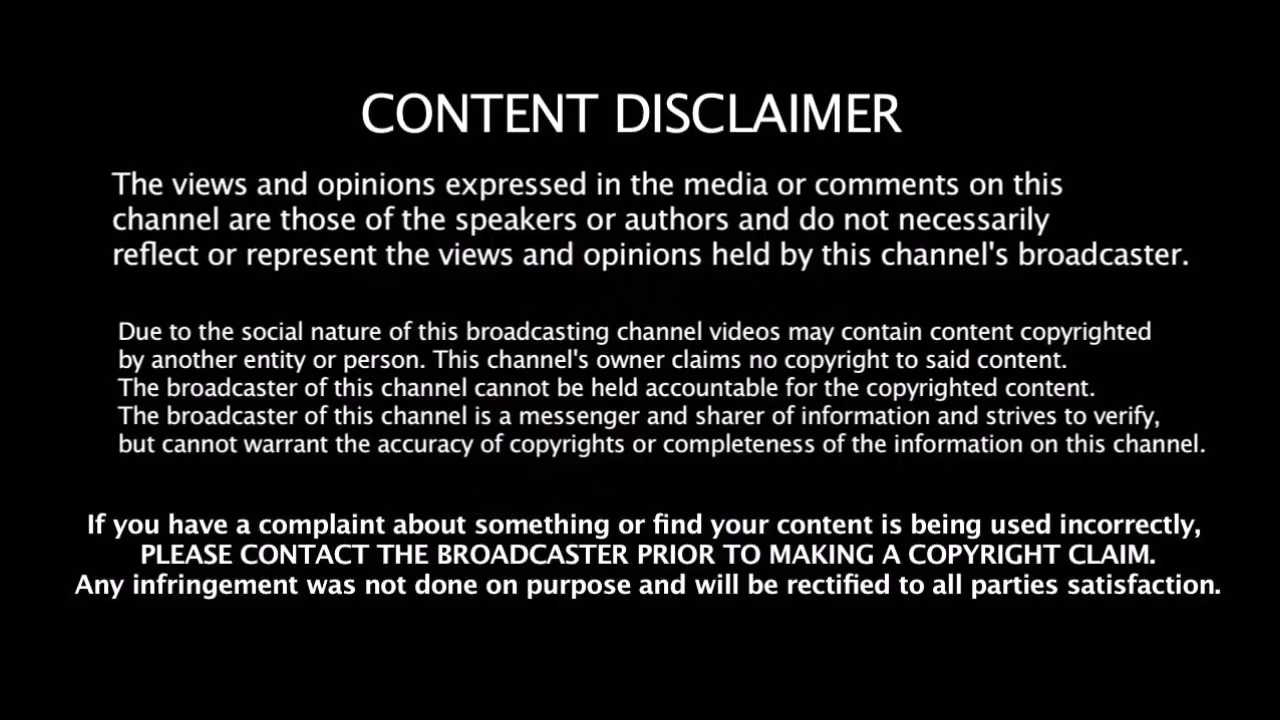 CONTENT DISCLAIMER
The views and opinions expressed in the media or comments on this
channel are those of the speakers or authors and do not necessarily
reflect or represent the views and opinions held by this channel's broadcaster.
Due to the social nature of this broadcasting channel videos may contain content copyrighted
by another entity or person. This channel's owner claims no copyright to said content.
The broadcaster of this channel cannot be held accountable for the copyrighted content.
The broadcaster of this channel is a messenger and sharer of information and strives to verify,
but cannot warrant the accuracy of copyrights or completeness of the information on this channel.
If you have a complaint about something or find your content is being used incorrectly,
PLEASE CONTACT THE BROADCASTER PRIOR TO MAKING A COPYRIGHT CLAIM.
Any infringement was not done on purpose and will be rectified to all parties satisfaction.